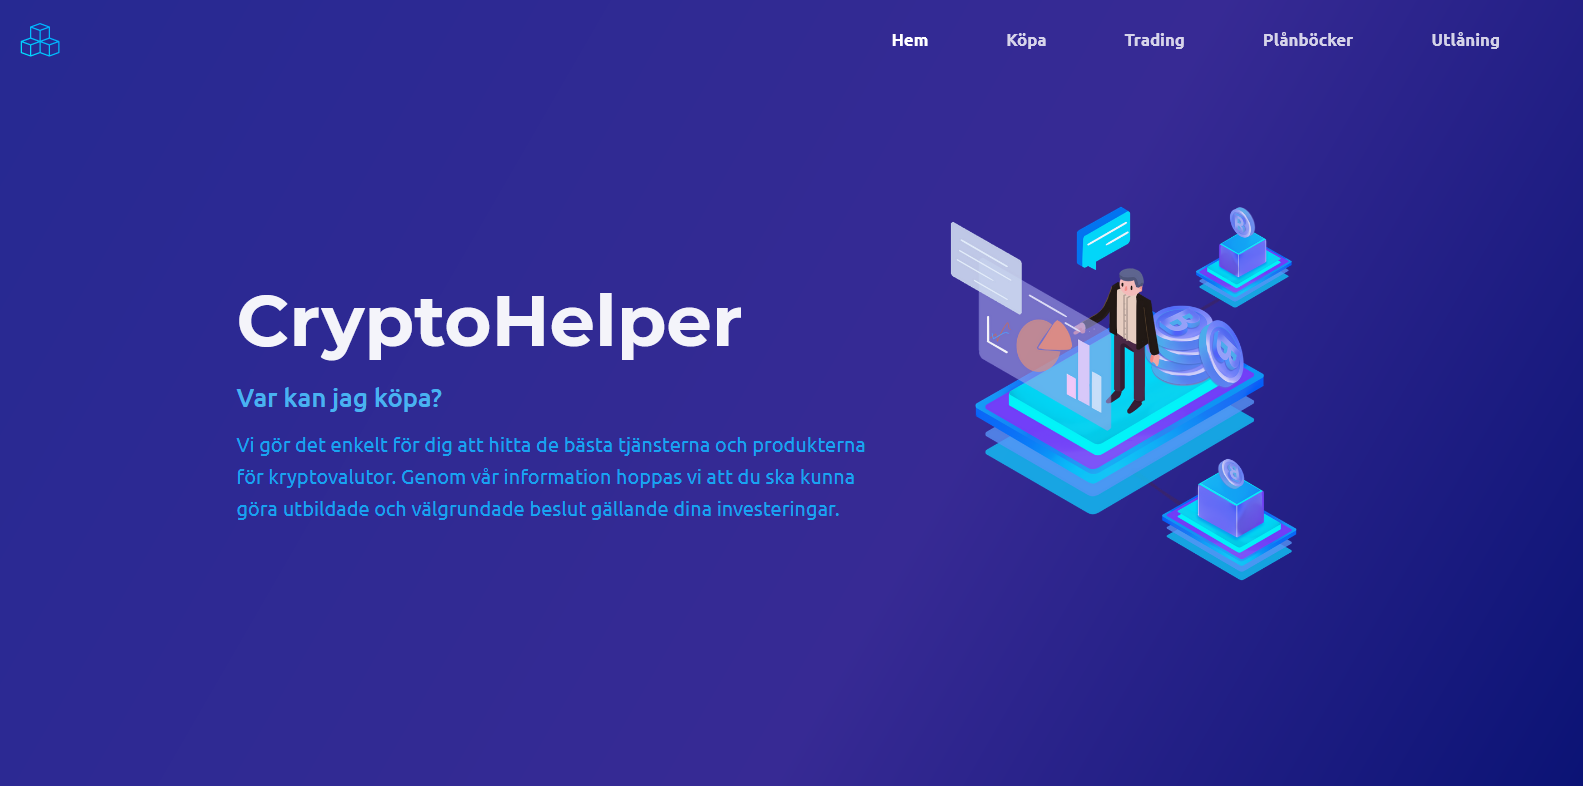 Hem Köpa Trading Plånböcker Utlåning
CryptoHelper
Var kan jag köpa?
Vi gör det enkelt för dig att hitta de bästa tjänsterna och produkterna
för kryptovalutor. Genom vår information hoppas vi att du ska kunna
göra utbildade och välgrundade beslut gällande dina investeringar.